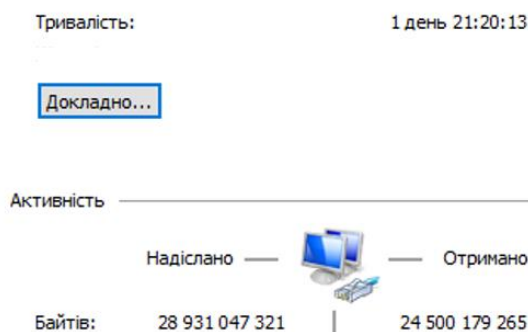 Тривалість: 1 день 21:20:13
Докладно...
Активність
Надіслано Отримано
Байтів: 28 931 047 321 24 500 179 265